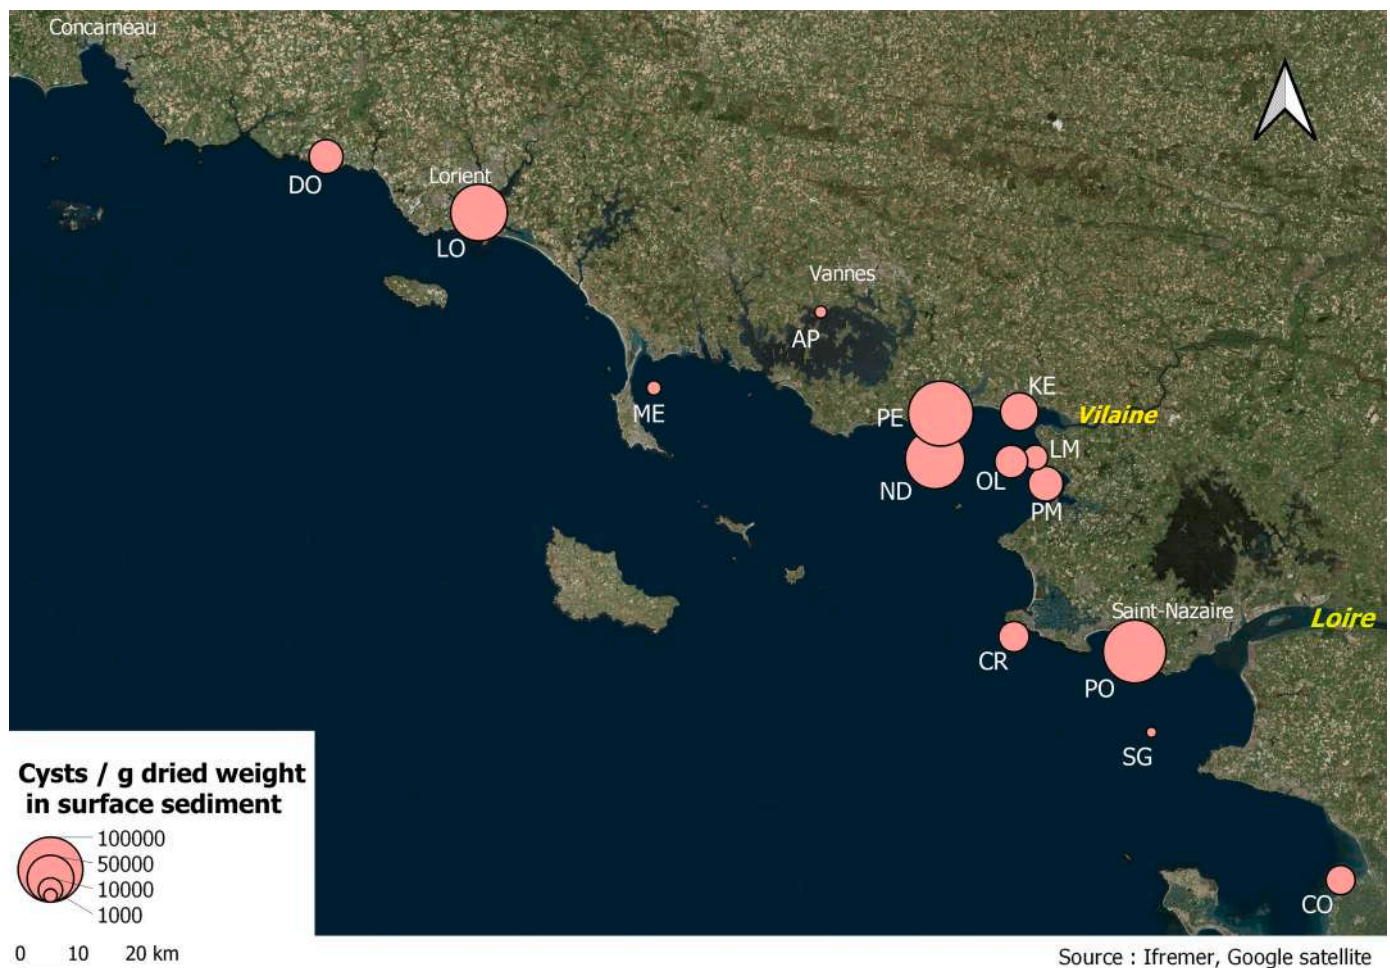 Concarneau
DO
Lorient
LO
Vannes
AP
ME
KE
PE
Vilaine
LM
OL
ND
PM
Saint-Nazaire
Loire
CR
PO
SG
Cysts / g dried weight
in surface sediment
100000
50000
10000
1000
CO
0 10 20 km
Source : Ifremer, Google satellite